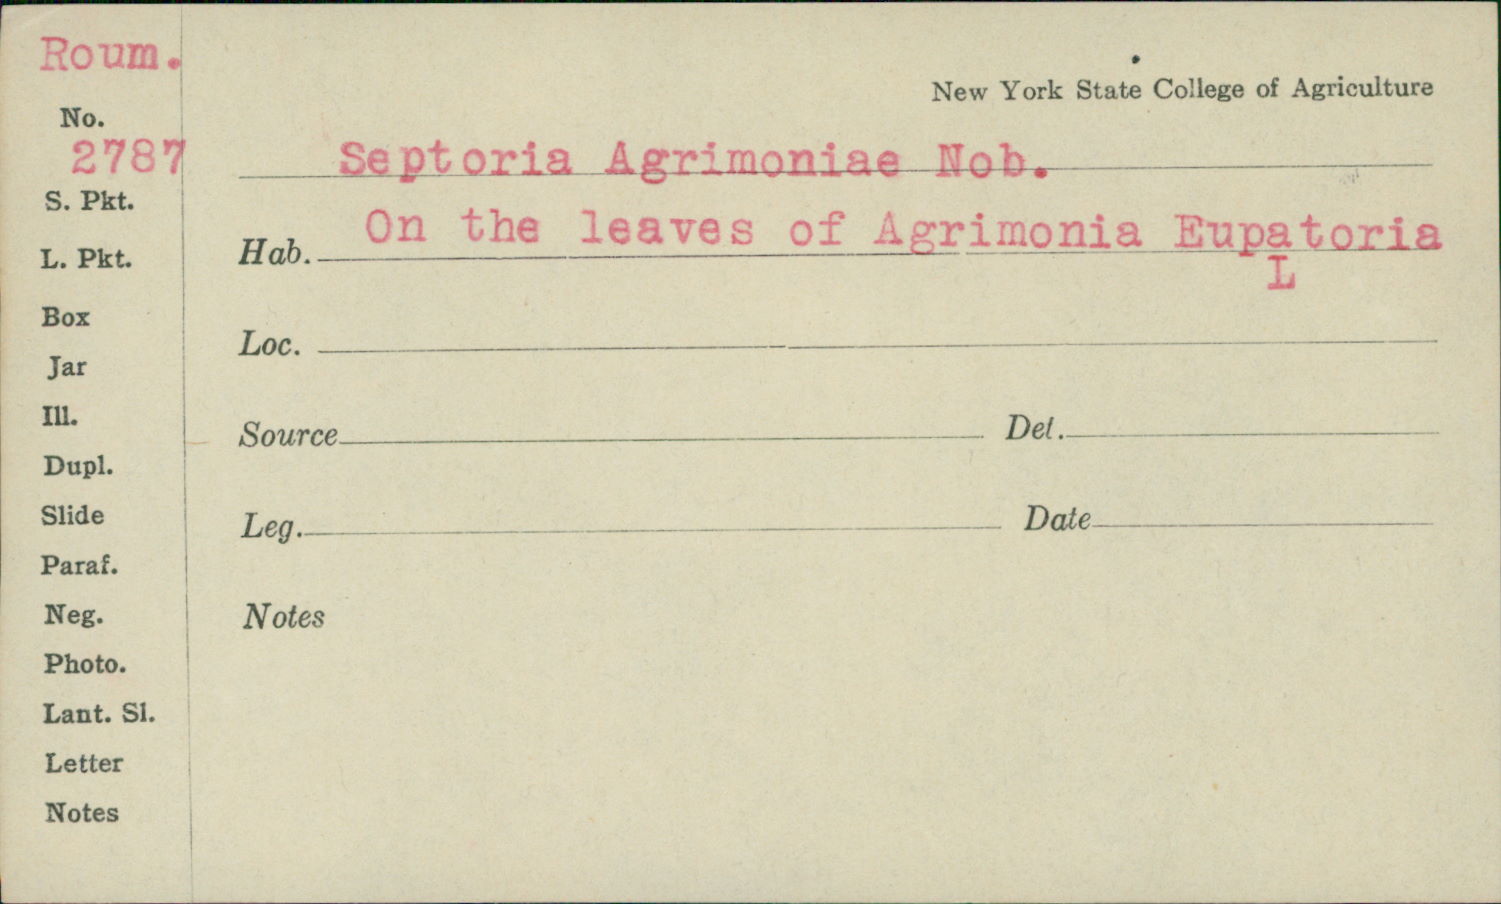 Roum.
New York State College of Agriculture
No.
2787
Septoria Agrimoniae Nob.
S. Pkt.
Hab. On the leaves of Agrimonia Eupatoria
L
L. Pkt.
Box
Loc.
Jar
Ill.
Source Det.
Dupl.
Slide
Leg. Date
Paraf.
Neg.
Notes
Photo.
Lant. Sl.
Letter
Notes